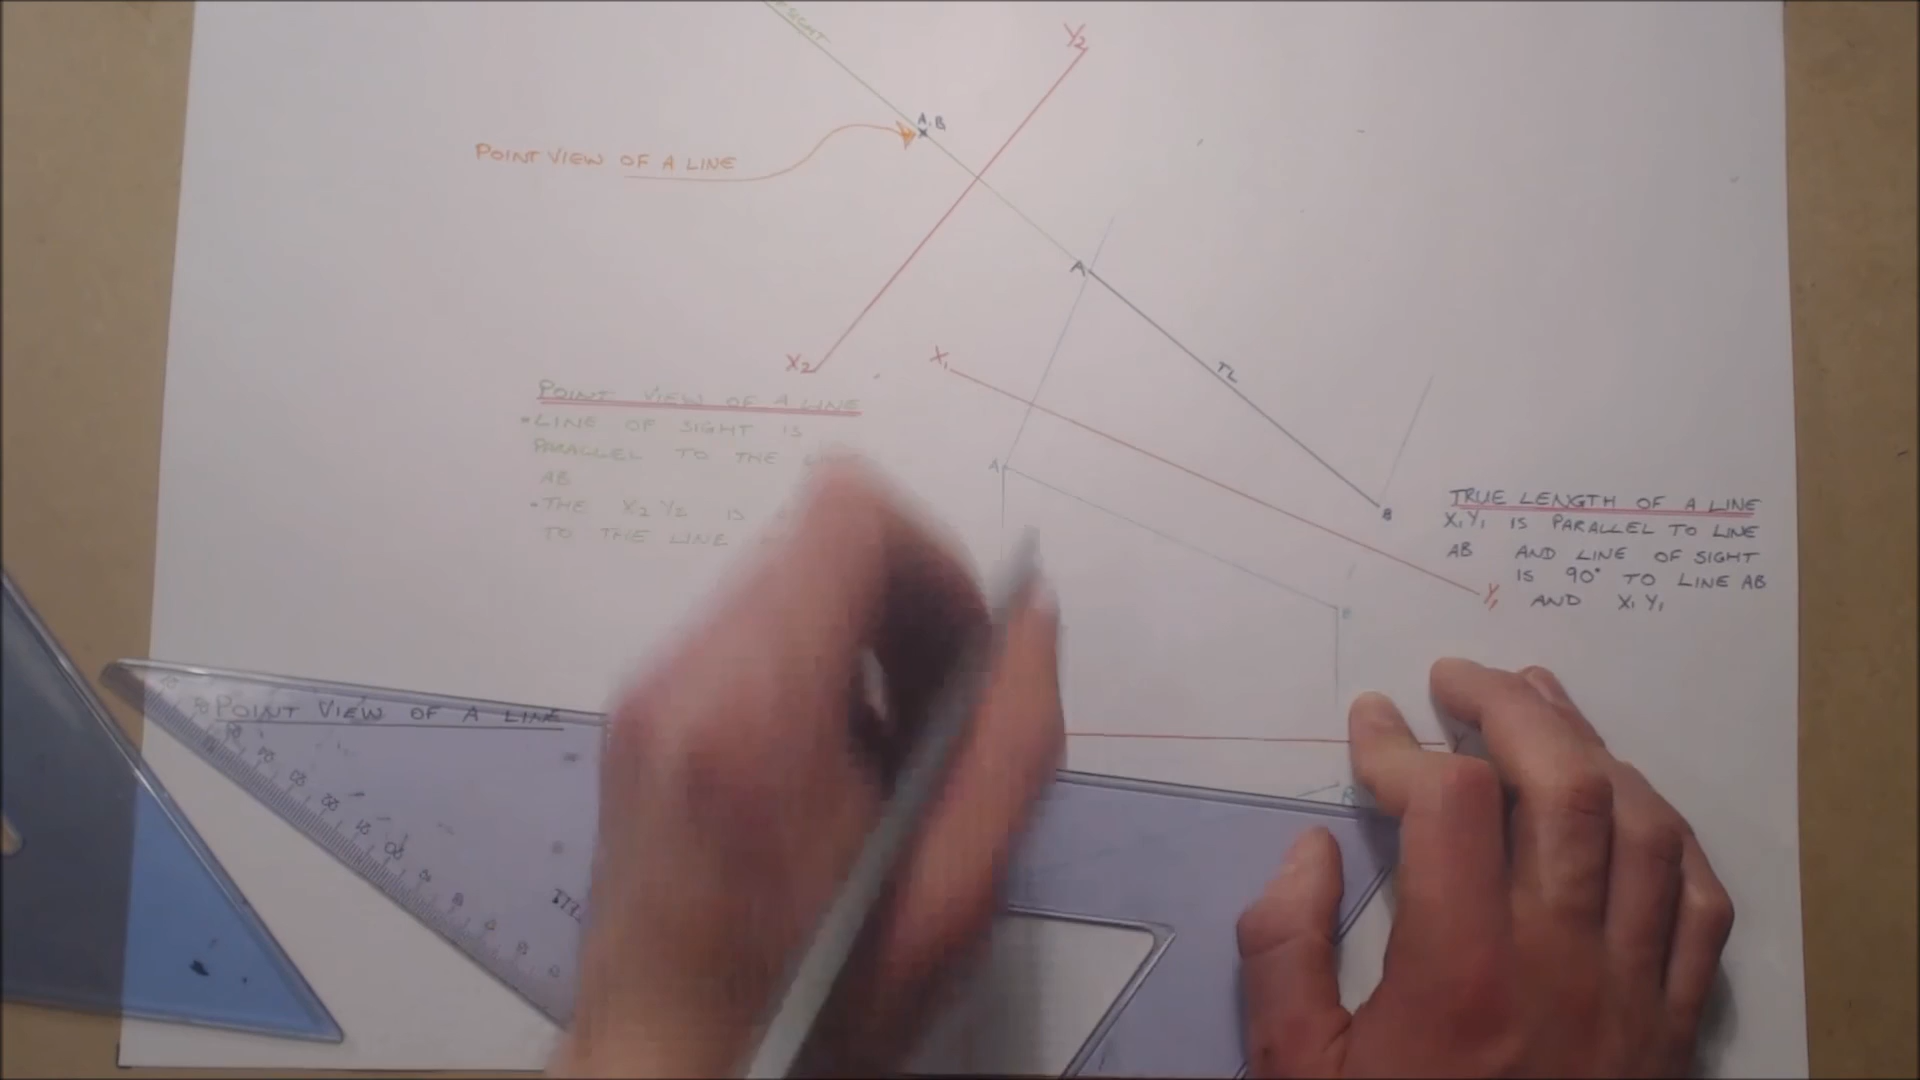 SIGHT
Y2
A,B
POINT VIEW OF A LINE
A
X2
X1
TL
POINT VIEW OF A LINE
•LINE OF SIGHT IS
PARALLEL TO THE
AB
•THE X2 Y2 IS
TO THE LINE
A
B
TRUE LENGTH OF A LINE
X1Y1 IS PARALLEL TO LINE
AB AND LINE OF SIGHT
IS 90° TO LINE AB
AND X1 Y1
Y1
B
POINT VIEW OF A LINE
Y
B